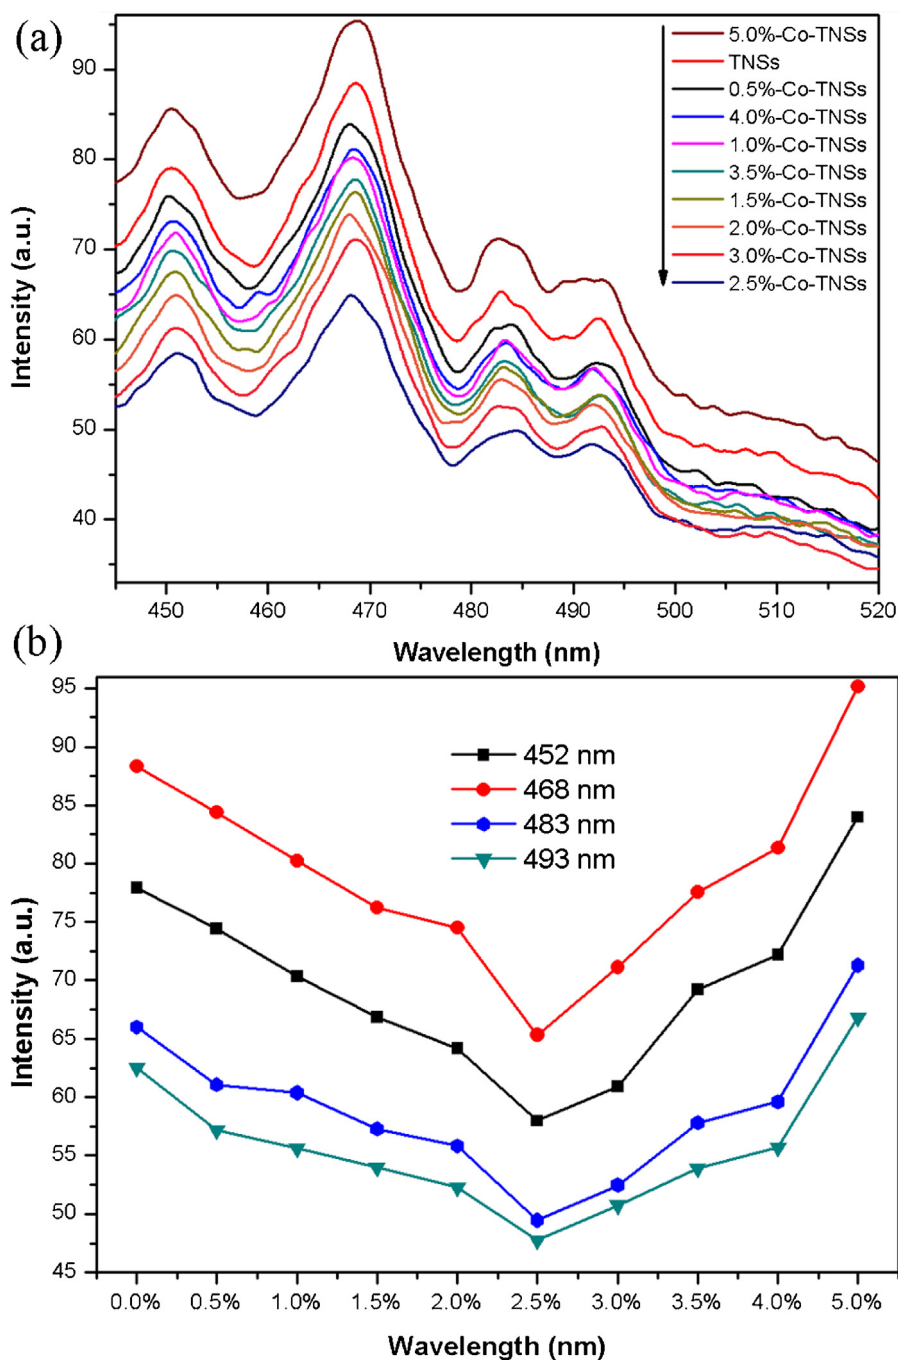 (a)
5.0%-Co-TNSs
TNSs
0.5%-Co-TNSs
4.0%-Co-TNSs
1.0%-Co-TNSs
3.5%-Co-TNSs
1.5%-Co-TNSs
2.0%-Co-TNSs
3.0%-Co-TNSs
2.5%-Co-TNSs
90
80
70
60
50
40
Intensity (a.u.)
450 460 470 480 490 500 510 520
Wavelength (nm)
(b)
452 nm
468 nm
483 nm
493 nm
95
90
85
80
75
70
65
60
55
50
45
Intensity (a.u.)
0.0% 0.5% 1.0% 1.5% 2.0% 2.5% 3.0% 3.5% 4.0% 5.0%
Wavelength (nm)